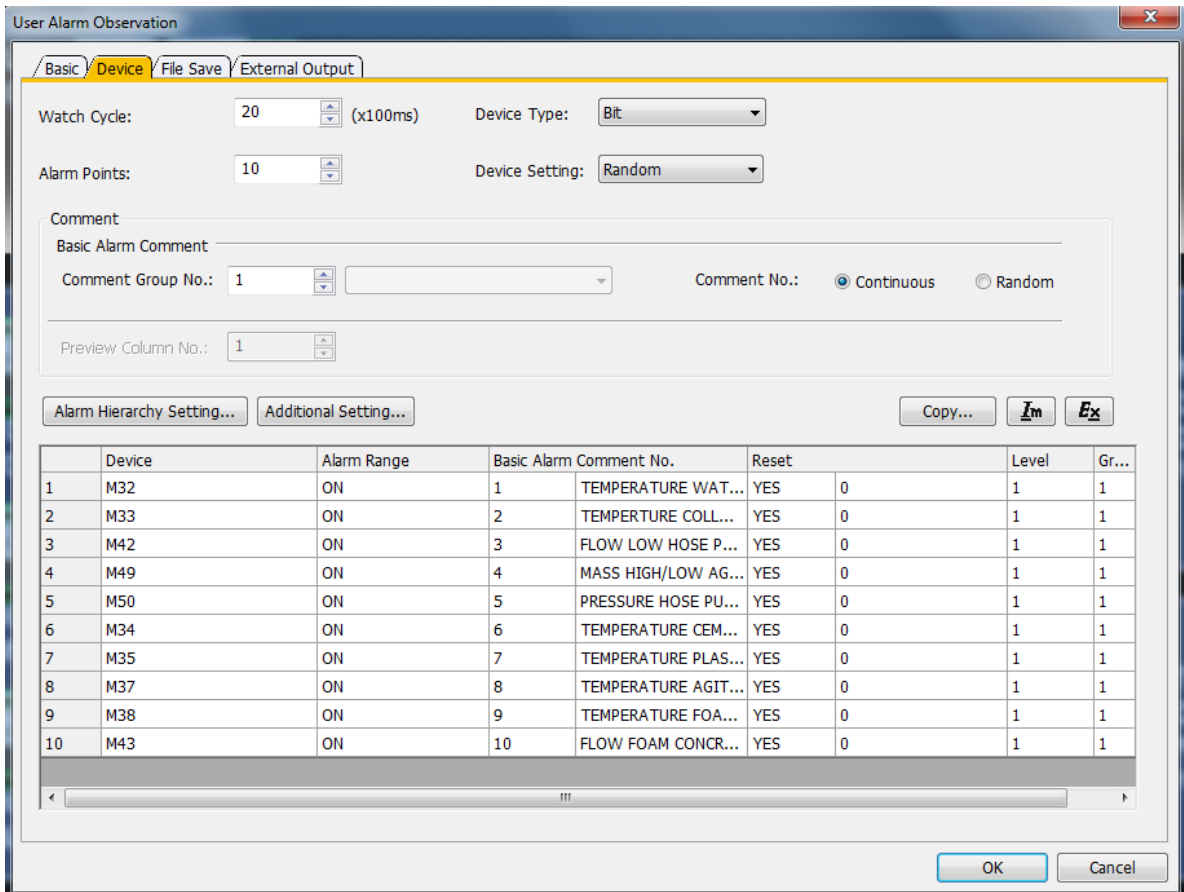 User Alarm Observation
Basic Device File Save External Output
Watch Cycle: 20 (x100ms) Device Type: Bit
Alarm Points: 10 Device Setting: Random
Comment
Basic Alarm Comment
Comment Group No.: 1 Comment No.: Continuous Random
Preview Column No.: 1
Alarm Hierarchy Setting... Additional Setting... Copy... Im Ex
Device Alarm Range Basic Alarm Comment No. Reset Level Gr...
1 M32 ON 1 TEMPERATURE WAT... YES 0 1 1
2 M33 ON 2 TEMPERTURE COLL... YES 0 1 1
3 M42 ON 3 FLOW LOW HOSE P... YES 0 1 1
4 M49 ON 4 MASS HIGH/LOW AG... YES 0 1 1
5 M50 ON 5 PRESSURE HOSE PU... YES 0 1 1
6 M34 ON 6 TEMPERATURE CEM... YES 0 1 1
7 M35 ON 7 TEMPERATURE PLAS... YES 0 1 1
8 M37 ON 8 TEMPERATURE AGIT... YES 0 1 1
9 M38 ON 9 TEMPERATURE FOA... YES 0 1 1
10 M43 ON 10 FLOW FOAM CONCR... YES 0 1 1
OK Cancel